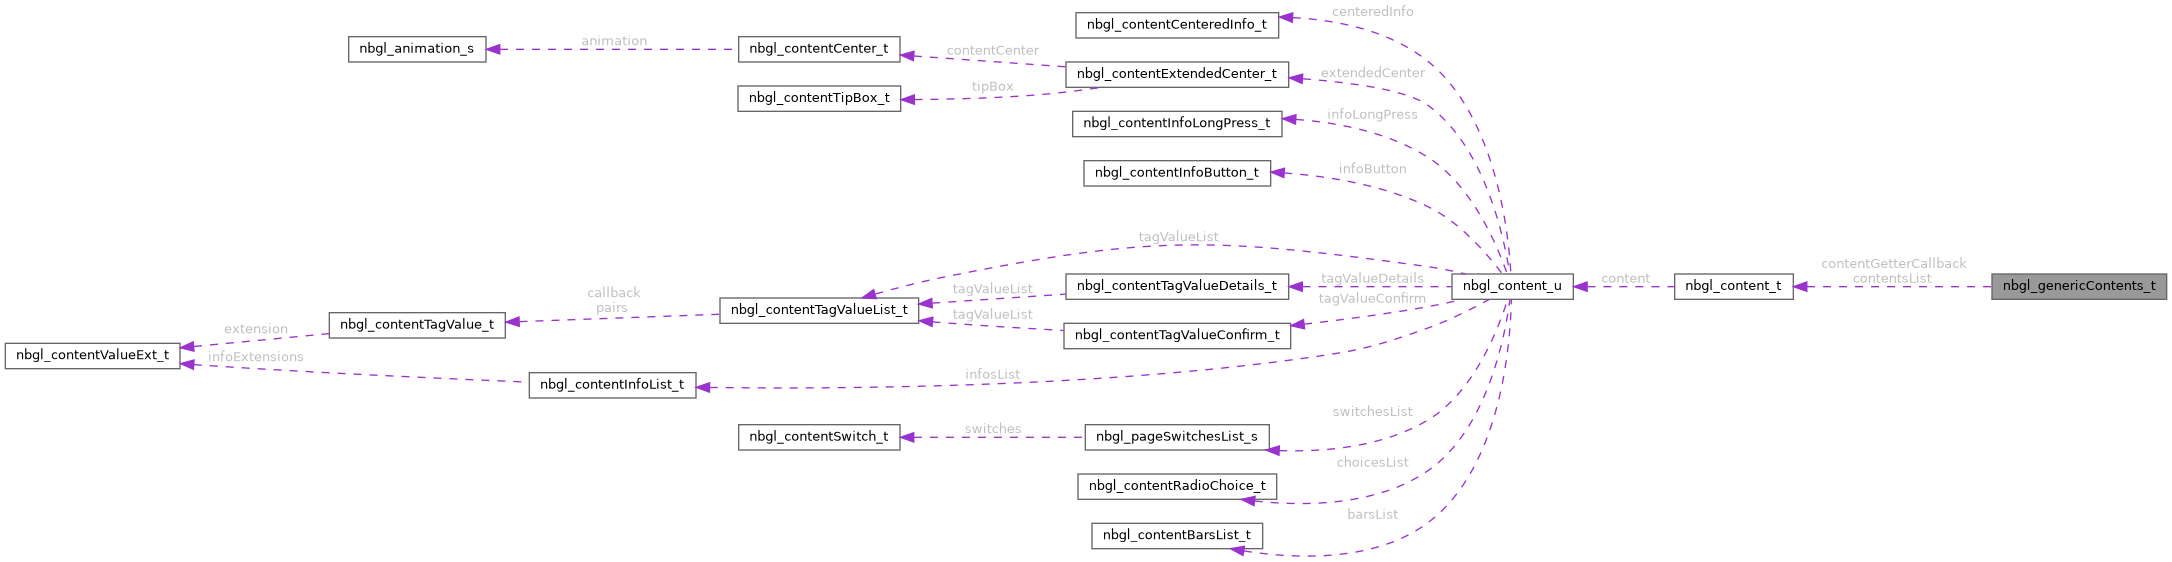 centeredInfo
nbgl_contentCenteredInfo_t
animation
nbgl_animation_s
nbgl_contentCenter_t
contentCenter
extendedCenter
nbgl_contentExtendedCenter_t
tipBox
nbgl_contentTipBox_t
infoLongPress
nbgl_contentInfoLongPress_t
infoButton
nbgl_contentInfoButton_t
tagValueList
contentGetterCallback
contentsList
content
tagValueDetails
nbgl_contentTagValueDetails_t
nbgl_content_u
nbgl_content_t
nbgl_genericContents_t
tagValueList
callback
pairs
tagValueConfirm
nbgl_contentTagValueList_t
tagValueList
extension
nbgl_contentTagValue_t
nbgl_contentTagValueConfirm_t
nbgl_contentValueExt_t
infoExtensions
infosList
nbgl_contentInfoList_t
switchesList
switches
nbgl_contentSwitch_t
nbgl_pageSwitchesList_s
choicesList
nbgl_contentRadioChoice_t
barsList
nbgl_contentBarsList_t